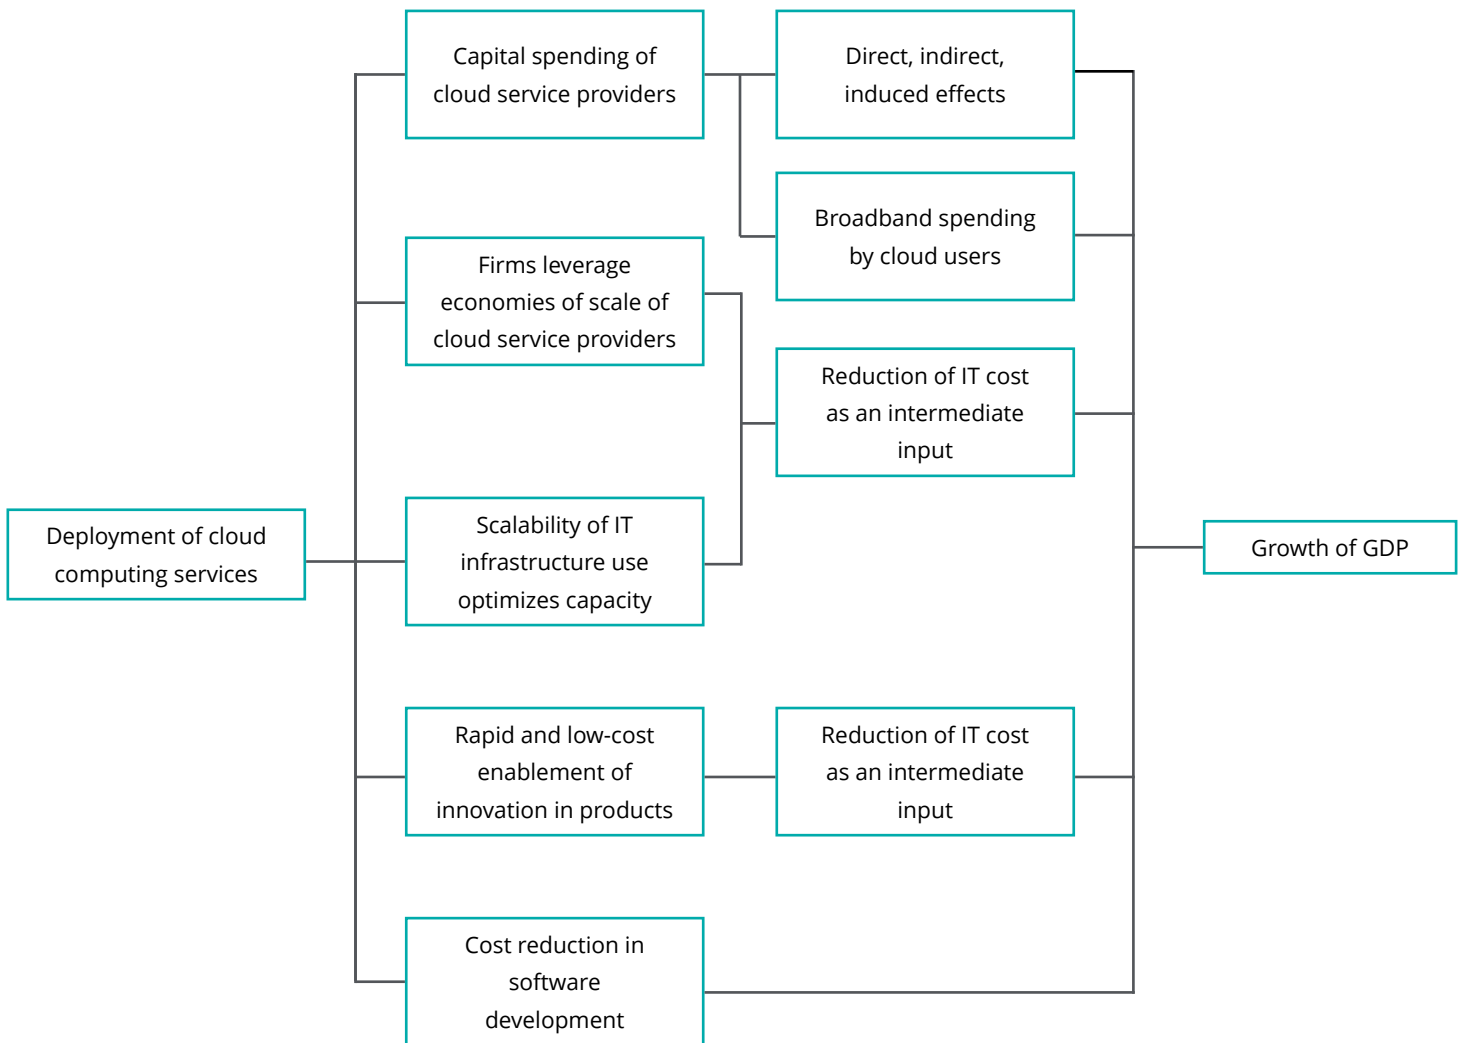 Deployment of cloud
computing services
Capital spending of
cloud service providers
Firms leverage
economies of scale of
cloud service providers
Scalability of IT
infrastructure use
optimizes capacity
Rapid and low-cost
enablement of
innovation in products
Cost reduction in
software
development
Direct, indirect,
induced effects
Broadband spending
by cloud users
Reduction of IT cost
as an intermediate
input
Reduction of IT cost
as an intermediate
input
Growth of GDP